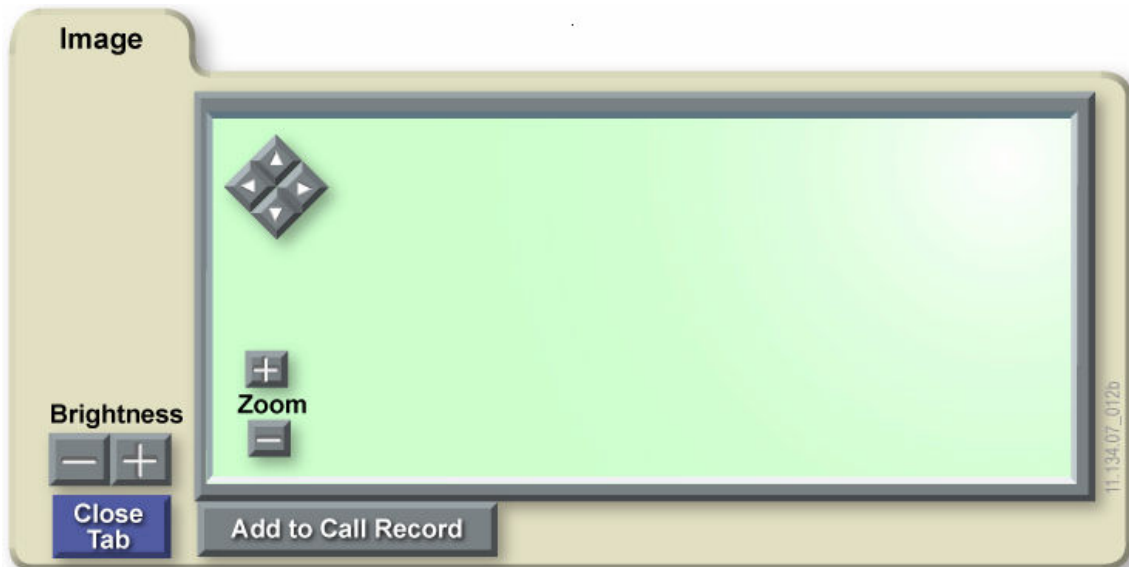 Image
Zoom
Brightness
Close
Tab
Add to Call Record
11.134.07_012b